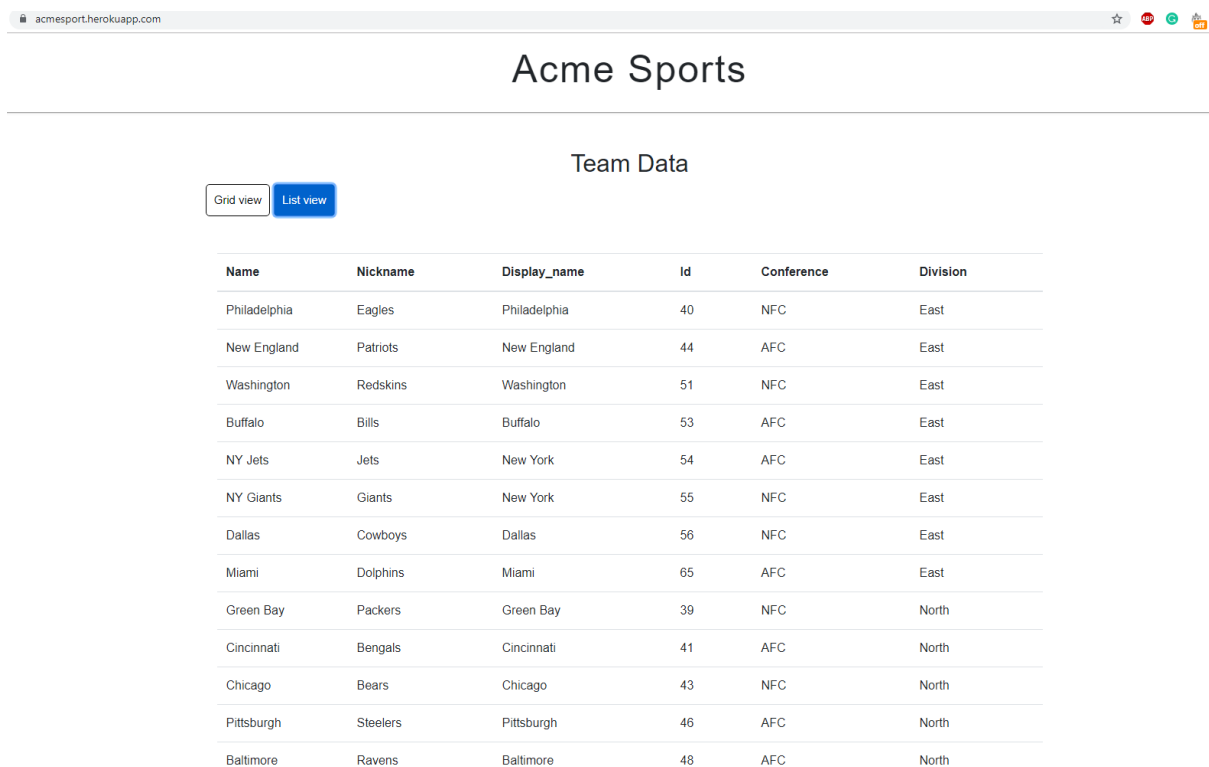 acmesport.herokuapp.com
ABP
off
Acme Sports
Team Data
Grid view List view
Name Nickname Display_name Id Conference Division
Philadelphia Eagles Philadelphia 40 NFC East
New England Patriots New England 44 AFC East
Washington Redskins Washington 51 NFC East
Buffalo Bills Buffalo 53 AFC East
NY Jets Jets New York 54 AFC East
NY Giants Giants New York 55 NFC East
Dallas Cowboys Dallas 56 NFC East
Miami Dolphins Miami 65 AFC East
Green Bay Packers Green Bay 39 NFC North
Cincinnati Bengals Cincinnati 41 AFC North
Chicago Bears Chicago 43 NFC North
Pittsburgh Steelers Pittsburgh 46 AFC North
Baltimore Ravens Baltimore 48 AFC North